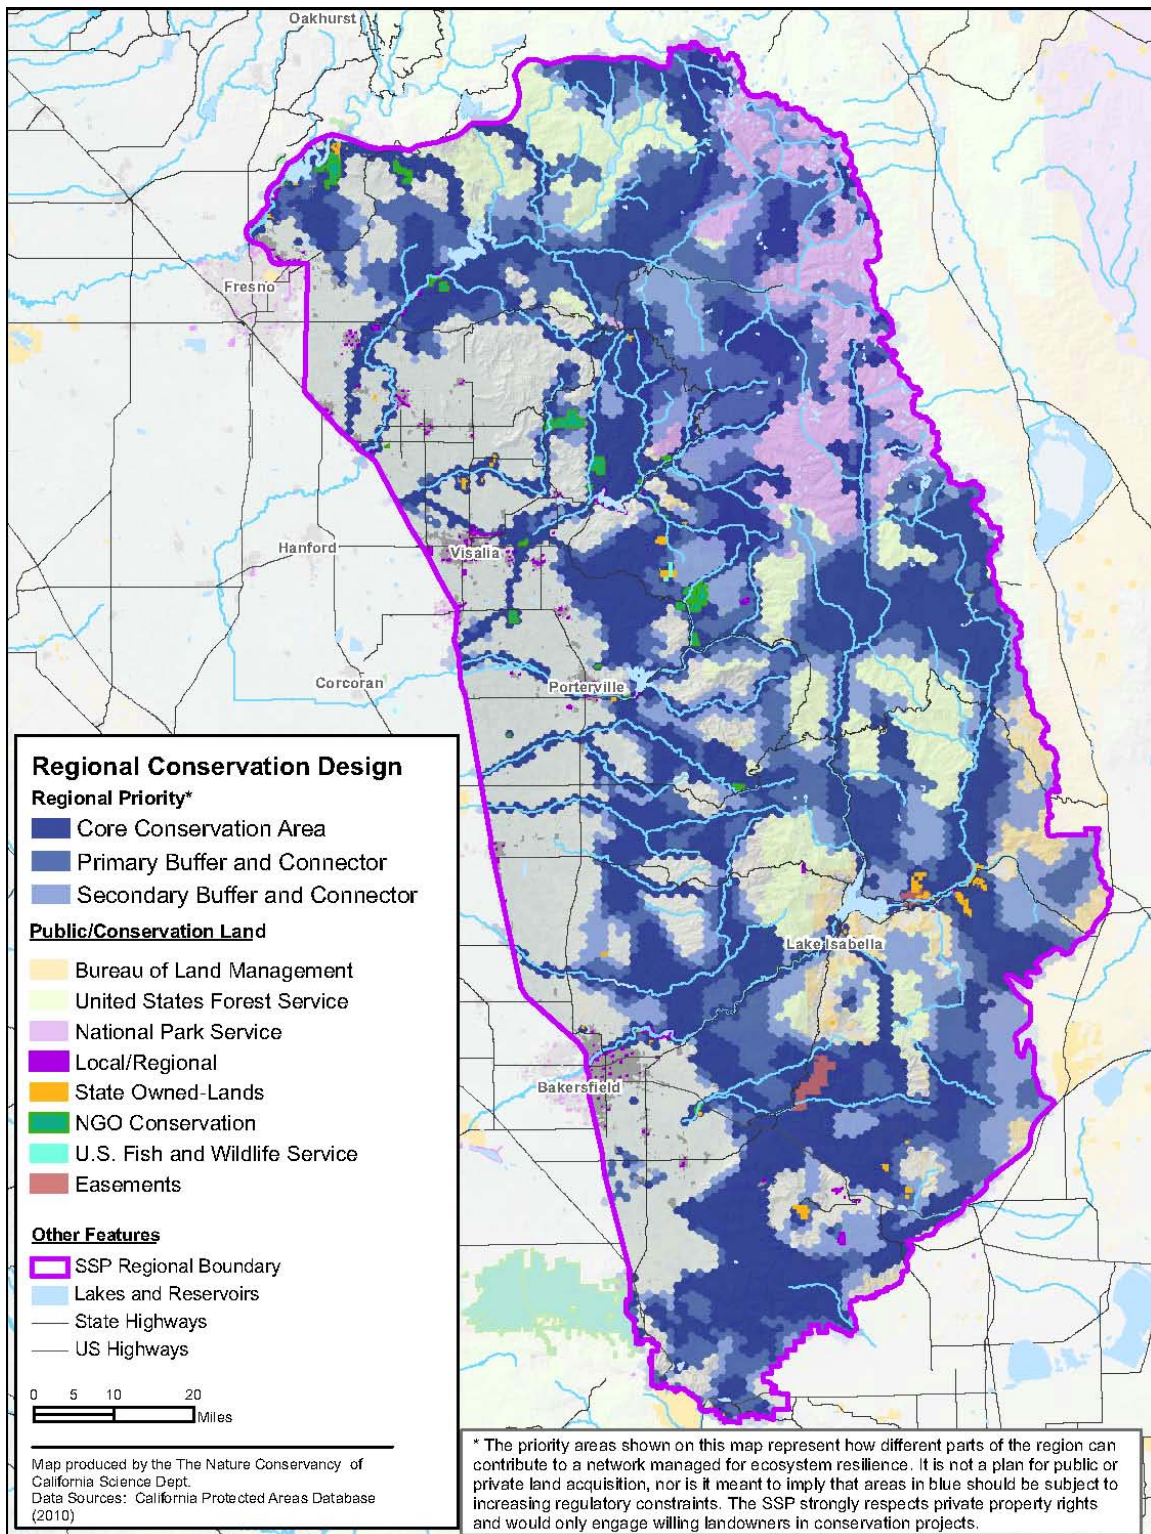 Oakhurst
Fresno
Hanford
Visalia
Corcoran
Porterville
Lake Isabella
Bakersfield
Regional Conservation Design
Regional Priority*
Core Conservation Area
Primary Buffer and Connector
Secondary Buffer and Connector
Public/Conservation Land
Bureau of Land Management
United States Forest Service
National Park Service
Local/Regional
State Owned-Lands
NGO Conservation
U.S. Fish and Wildlife Service
Easements
Other Features
SSP Regional Boundary
Lakes and Reservoirs
State Highways
US Highways
0 5 10 20
Miles
Map produced by the The Nature Conservancy of
California Science Dept.
Data Sources: California Protected Areas Database
(2010)
* The priority areas shown on this map represent how different parts of the region can
contribute to a network managed for ecosystem resilience. It is not a plan for public or
private land acquisition, nor is it meant to imply that areas in blue should be subject to
increasing regulatory constraints. The SSP strongly respects private property rights
and would only engage willing landowners in conservation projects.